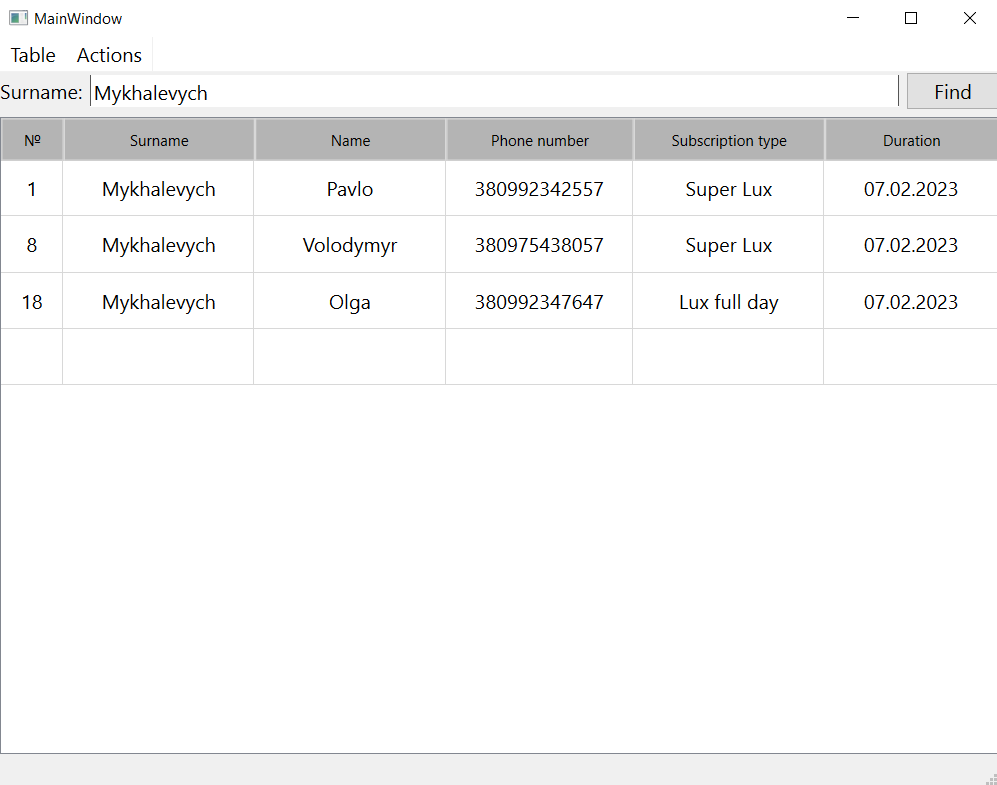 MainWindow
Table Actions
Surname: Mykhalevych Find
№ Surname Name Phone number Subscription type Duration
1 Mykhalevych Pavlo 380992342557 Super Lux 07.02.2023
8 Mykhalevych Volodymyr 380975438057 Super Lux 07.02.2023
18 Mykhalevych Olga 380992347647 Lux full day 07.02.2023